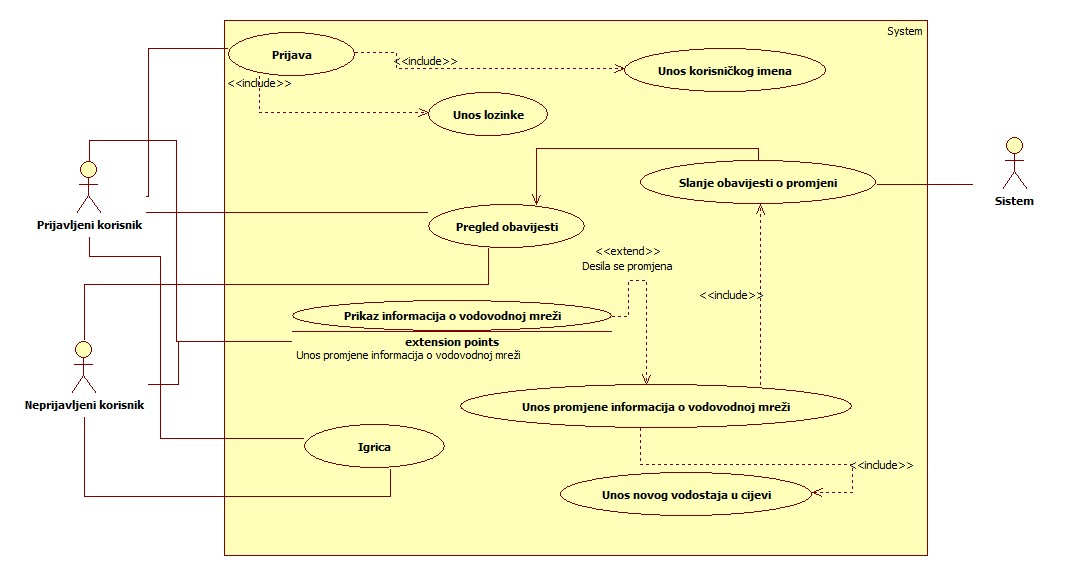 System
Prijava
<<include>>
Unos korisničkog imena
<<include>>
Unos lozinke
Slanje obavijesti o promjeni
Sistem
Prijavljeni korisnik
Pregled obavijesti
<<extend>>
Desila se promjena
<<include>>
Prikaz informacija o vodovodnoj mreži
extension points
Unos promjene informacija o vodovodnoj mreži
Neprijavljeni korisnik
Unos promjene informacija o vodovodnoj mreži
Igrica
<<include>>
Unos novog vodostaja u cijevi